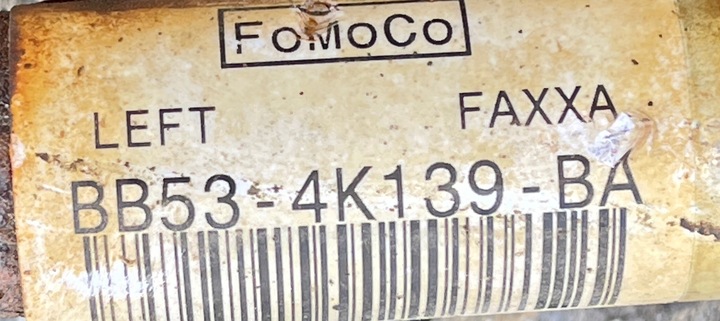 FoMoCo
LEFT FAXXA
BB53-4K139-BA